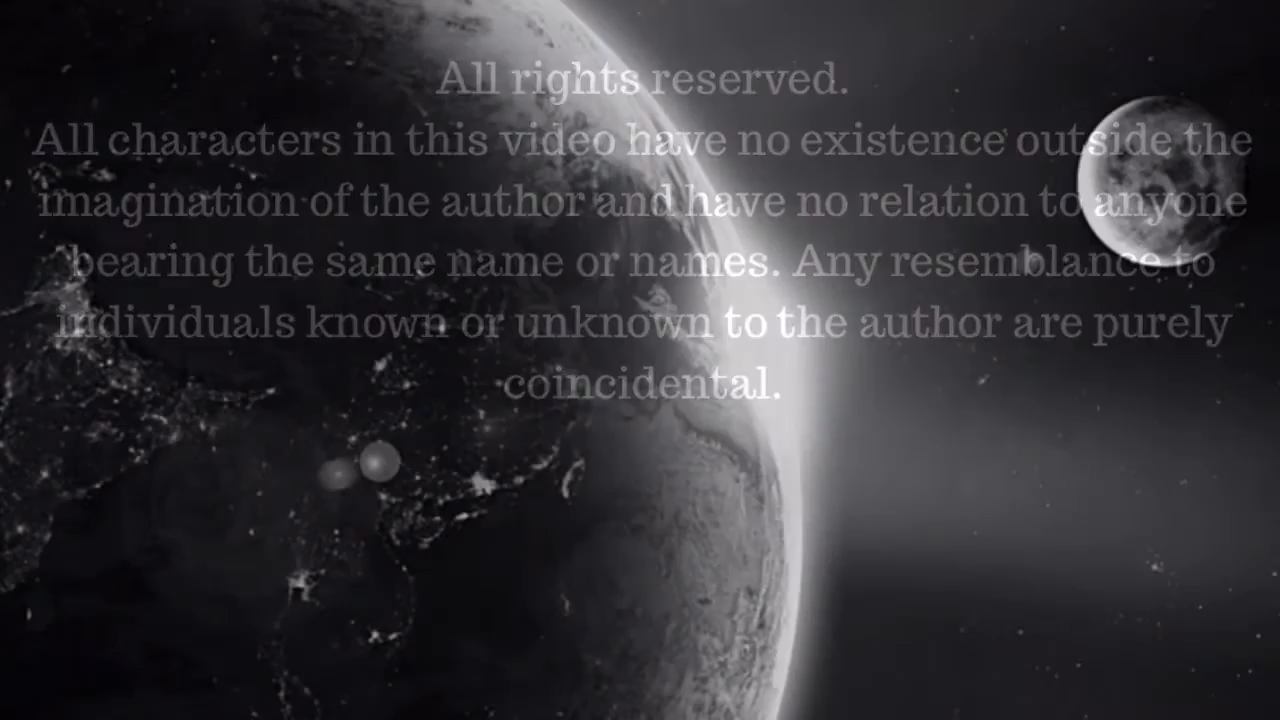 All rights reserved.
All characters in this video have no existence outside the
imagination of the author and have no relation to anyone
bearing the same name or names. Any resemblance to
individuals known or unknown to the author are purely
coincidental.